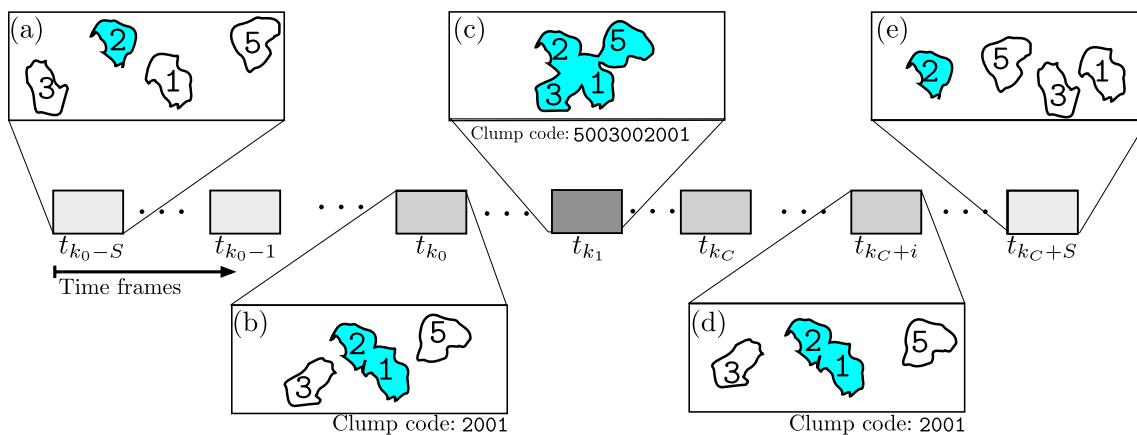 (a)
2
5
3
1
(c)
2
5
3
1
Clump code: 5003002001
(e)
2
5
3
1
t_{k_0−S}
t_{k_0−1}
t_{k_0}
t_{k_1}
t_{k_C}
t_{k_C+i}
t_{k_C+S}
Time frames
(b)
2
5
1
3
Clump code: 2001
(d)
2
5
1
3
Clump code: 2001